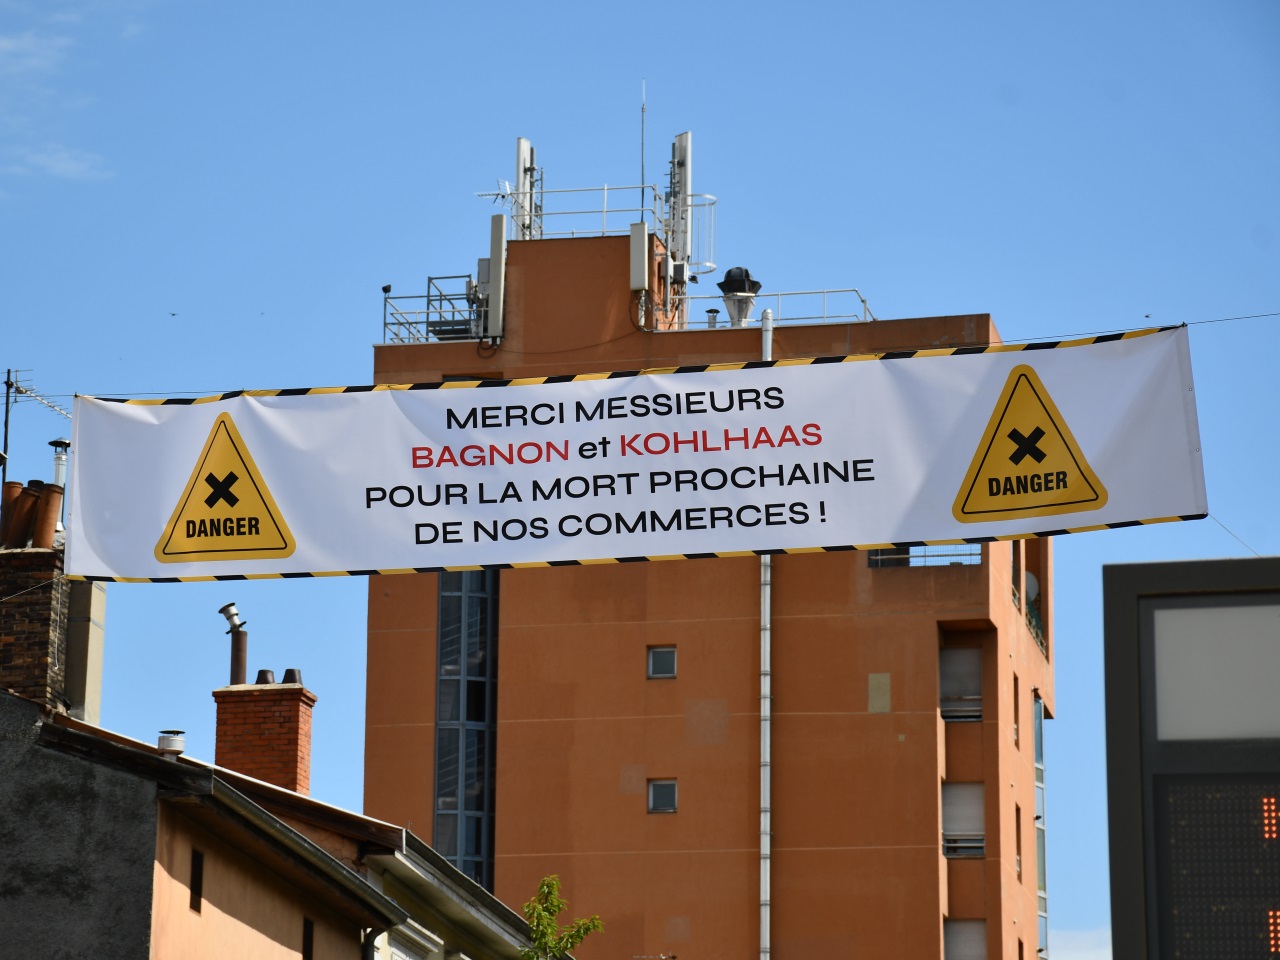 MERCI MESSIEURS
BAGNON et KOHLHAAS
POUR LA MORT PROCHAINE
DE NOS COMMERCES !
DANGER
DANGER